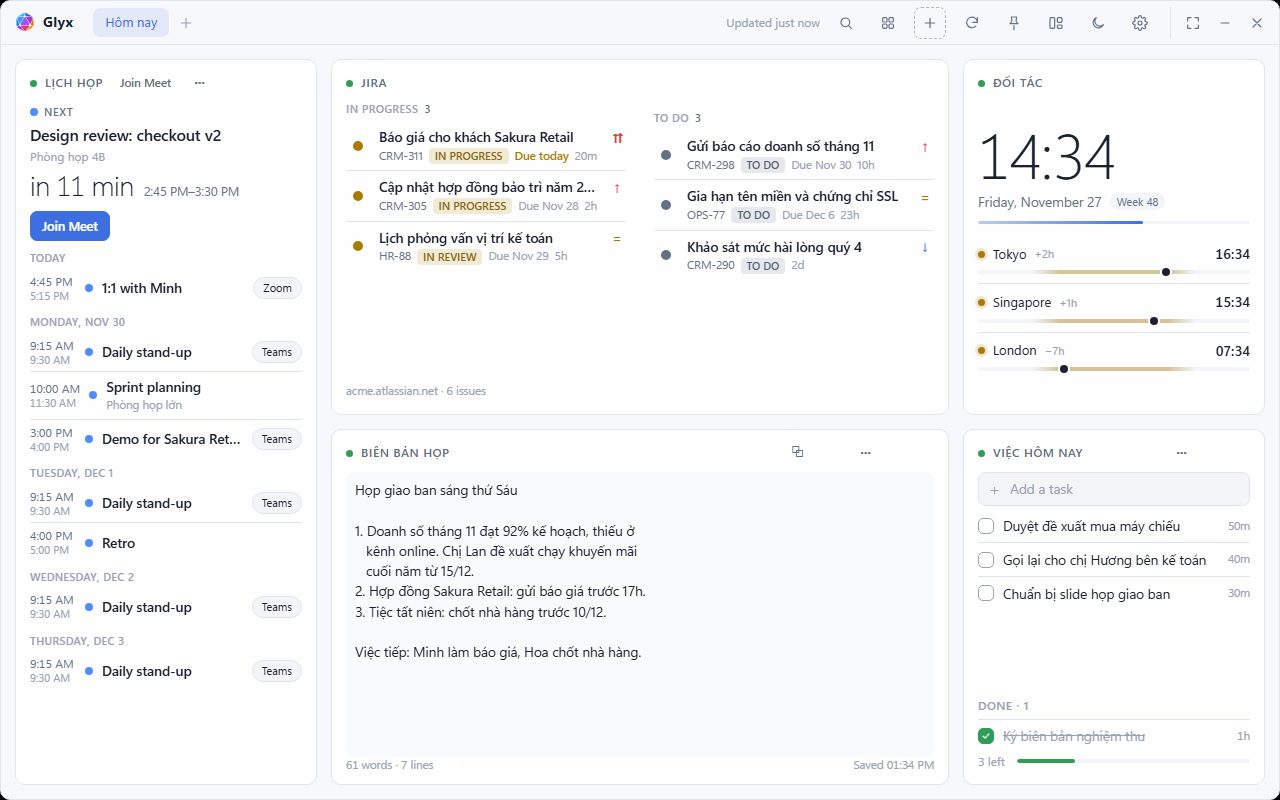 Glyx
Hôm nay
Updated just now
LỊCH HỌP Join Meet
NEXT
Design review: checkout v2
Phòng họp 4B
in 11 min 2:45 PM–3:30 PM
Join Meet
TODAY
4:45 PM
5:15 PM
1:1 with Minh
Zoom
MONDAY, NOV 30
9:15 AM
9:30 AM
Daily stand-up
Teams
10:00 AM
11:30 AM
Sprint planning
Phòng họp lớn
3:00 PM
4:00 PM
Demo for Sakura Ret...
Teams
TUESDAY, DEC 1
9:15 AM
9:30 AM
Daily stand-up
Teams
4:00 PM
5:00 PM
Retro
WEDNESDAY, DEC 2
9:15 AM
9:30 AM
Daily stand-up
Teams
THURSDAY, DEC 3
9:15 AM
9:30 AM
Daily stand-up
Teams
JIRA
IN PROGRESS 3
Báo giá cho khách Sakura Retail
CRM-311 IN PROGRESS Due today 20m
Cập nhật hợp đồng bảo trì năm 2...
CRM-305 IN PROGRESS Due Nov 28 2h
Lịch phỏng vấn vị trí kế toán
HR-88 IN REVIEW Due Nov 29 5h
TO DO 3
Gửi báo cáo doanh số tháng 11
CRM-298 TO DO Due Nov 30 10h
Gia hạn tên miền và chứng chỉ SSL
OPS-77 TO DO Due Dec 6 23h
Khảo sát mức hài lòng quý 4
CRM-290 TO DO 2d
acme.atlassian.net · 6 issues
BIÊN BẢN HỌP
Họp giao ban sáng thứ Sáu
1. Doanh số tháng 11 đạt 92% kế hoạch, thiếu ở
kênh online. Chị Lan đề xuất chạy khuyến mãi
cuối năm từ 15/12.
2. Hợp đồng Sakura Retail: gửi báo giá trước 17h.
3. Tiệc tất niên: chốt nhà hàng trước 10/12.
Việc tiếp: Minh làm báo giá, Hoa chốt nhà hàng.
61 words · 7 lines
Saved 01:34 PM
ĐỐI TÁC
14:34
Friday, November 27 Week 48
Tokyo +2h 16:34
Singapore +1h 15:34
London −7h 07:34
VIỆC HÔM NAY
+ Add a task
Duyệt đề xuất mua máy chiếu 50m
Gọi lại cho chị Hương bên kế toán 40m
Chuẩn bị slide họp giao ban 30m
DONE · 1
Ký biên bản nghiệm thu 1h
3 left